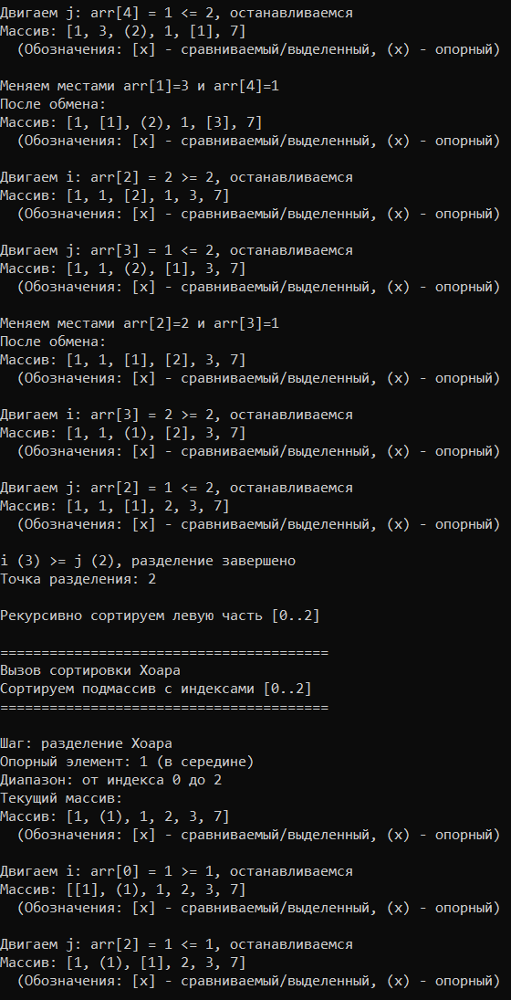 Двигаем j: arr[4] = 1 <= 2, останавливаемся
Массив: [1, 3, (2), 1, [1], 7]
  (Обозначения: [x] - сравниваемый/выделенный, (x) - опорный)

Меняем местами arr[1]=3 и arr[4]=1
После обмена:
Массив: [1, [1], (2), 1, [3], 7]
  (Обозначения: [x] - сравниваемый/выделенный, (x) - опорный)

Двигаем i: arr[2] = 2 >= 2, останавливаемся
Массив: [1, 1, [2], 1, 3, 7]
  (Обозначения: [x] - сравниваемый/выделенный, (x) - опорный)

Двигаем j: arr[3] = 1 <= 2, останавливаемся
Массив: [1, 1, (2), [1], 3, 7]
  (Обозначения: [x] - сравниваемый/выделенный, (x) - опорный)

Меняем местами arr[2]=2 и arr[3]=1
После обмена:
Массив: [1, 1, [1], [2], 3, 7]
  (Обозначения: [x] - сравниваемый/выделенный, (x) - опорный)

Двигаем i: arr[3] = 2 >= 2, останавливаемся
Массив: [1, 1, (1), [2], 3, 7]
  (Обозначения: [x] - сравниваемый/выделенный, (x) - опорный)

Двигаем j: arr[2] = 1 <= 2, останавливаемся
Массив: [1, 1, [1], 2, 3, 7]
  (Обозначения: [x] - сравниваемый/выделенный, (x) - опорный)

i (3) >= j (2), разделение завершено
Точка разделения: 2

Рекурсивно сортируем левую часть [0..2]

========================================
Вызов сортировки Хоара
Сортируем подмассив с индексами [0..2]
========================================

Шаг: разделение Хоара
Опорный элемент: 1 (в середине)
Диапазон: от индекса 0 до 2
Текущий массив:
Массив: [1, (1), 1, 2, 3, 7]
  (Обозначения: [x] - сравниваемый/выделенный, (x) - опорный)

Двигаем i: arr[0] = 1 >= 1, останавливаемся
Массив: [[1], (1), 1, 2, 3, 7]
  (Обозначения: [x] - сравниваемый/выделенный, (x) - опорный)

Двигаем j: arr[2] = 1 <= 1, останавливаемся
Массив: [1, (1), [1], 2, 3, 7]
  (Обозначения: [x] - сравниваемый/выделенный, (x) - опорный)